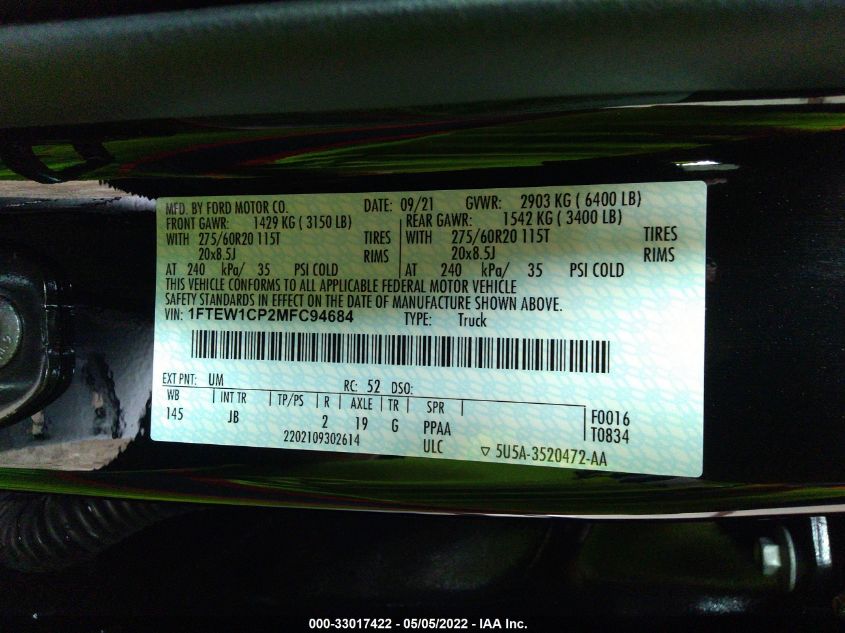 MFD. BY FORD MOTOR CO. DATE: 09/21 GVWR: 2903 KG ( 6400 LB)
FRONT GAWR: 1429 KG ( 3150 LB) REAR GAWR: 1542 KG ( 3400 LB)
WITH 275/60R20 115T TIRES WITH 275/60R20 115T TIRES
20x8.5J RIMS 20x8.5J RIMS
AT 240 kPa/ 35 PSI COLD AT 240 kPa/ 35 PSI COLD
THIS VEHICLE CONFORMS TO ALL APPLICABLE FEDERAL MOTOR VEHICLE
SAFETY STANDARDS IN EFFECT ON THE DATE OF MANUFACTURE SHOWN ABOVE.
VIN: 1FTEW1CP2MFC94684 TYPE: Truck
EXT PNT: UM RC: 52 DSO:
WB INT TR TP/PS R AXLE TR SPR F0016
145 JB 2 19 G PPAA T0834
2202109302614 ULC ▽ 5U5A-3520472-AA
000-33017422 - 05/05/2022 - IAA Inc.